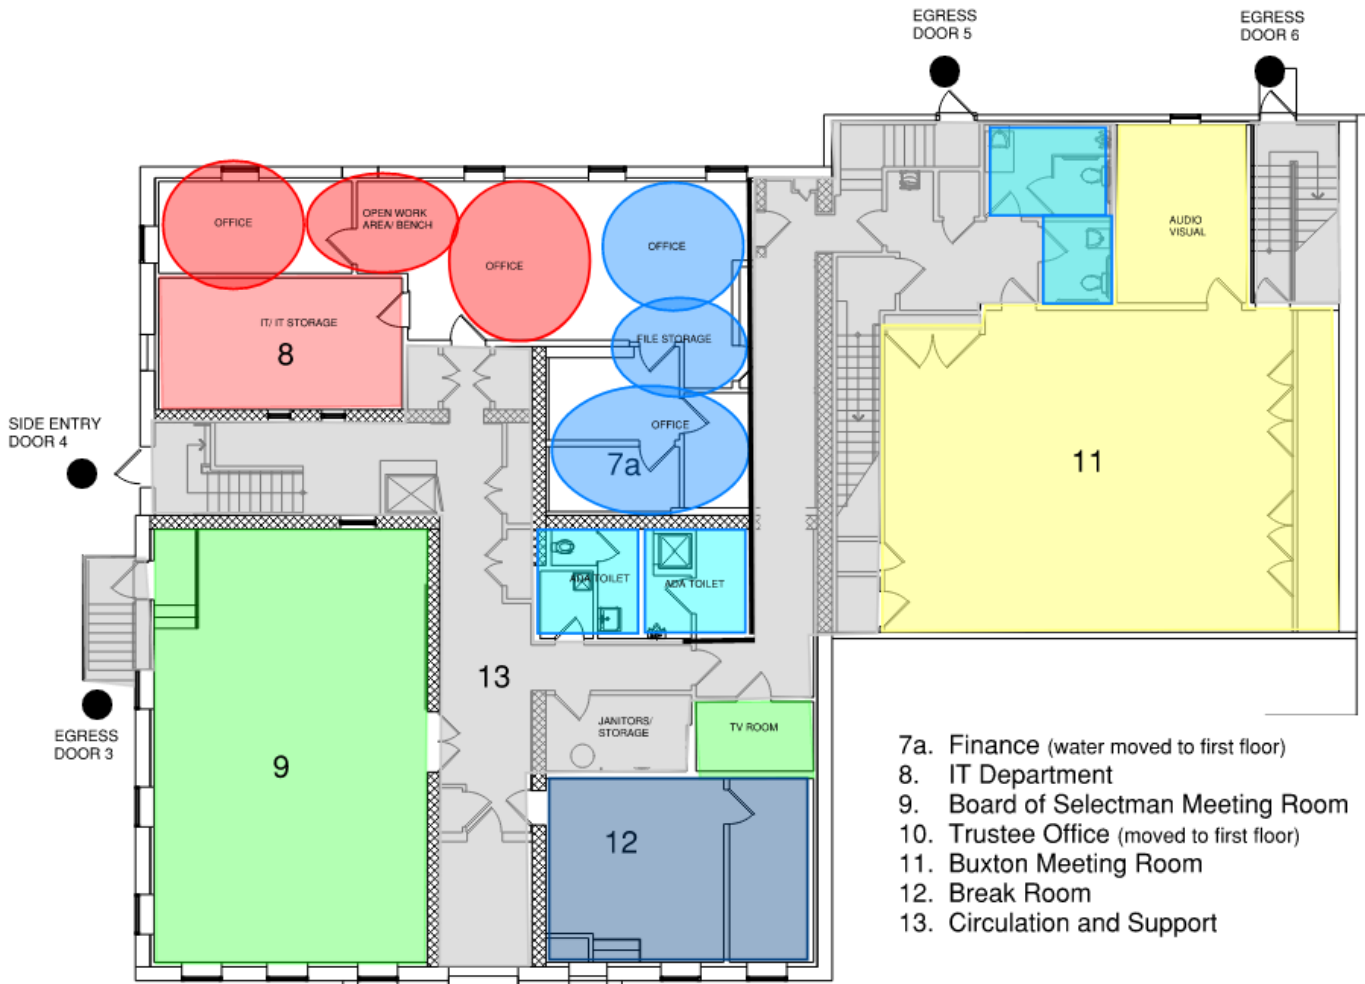 EGRESS
DOOR 5
EGRESS
DOOR 6
OFFICE
OPEN WORK
AREA/ BENCH
OFFICE
OFFICE
AUDIO
VISUAL
IT/ IT STORAGE
8
FILE STORAGE
SIDE ENTRY
DOOR 4
OFFICE
7a
11
ADA TOILET
ADA TOILET
13
EGRESS
DOOR 3
JANITORS/
STORAGE
TV ROOM
9
12
7a. Finance (water moved to first floor)
8. IT Department
9. Board of Selectman Meeting Room
10. Trustee Office (moved to first floor)
11. Buxton Meeting Room
12. Break Room
13. Circulation and Support